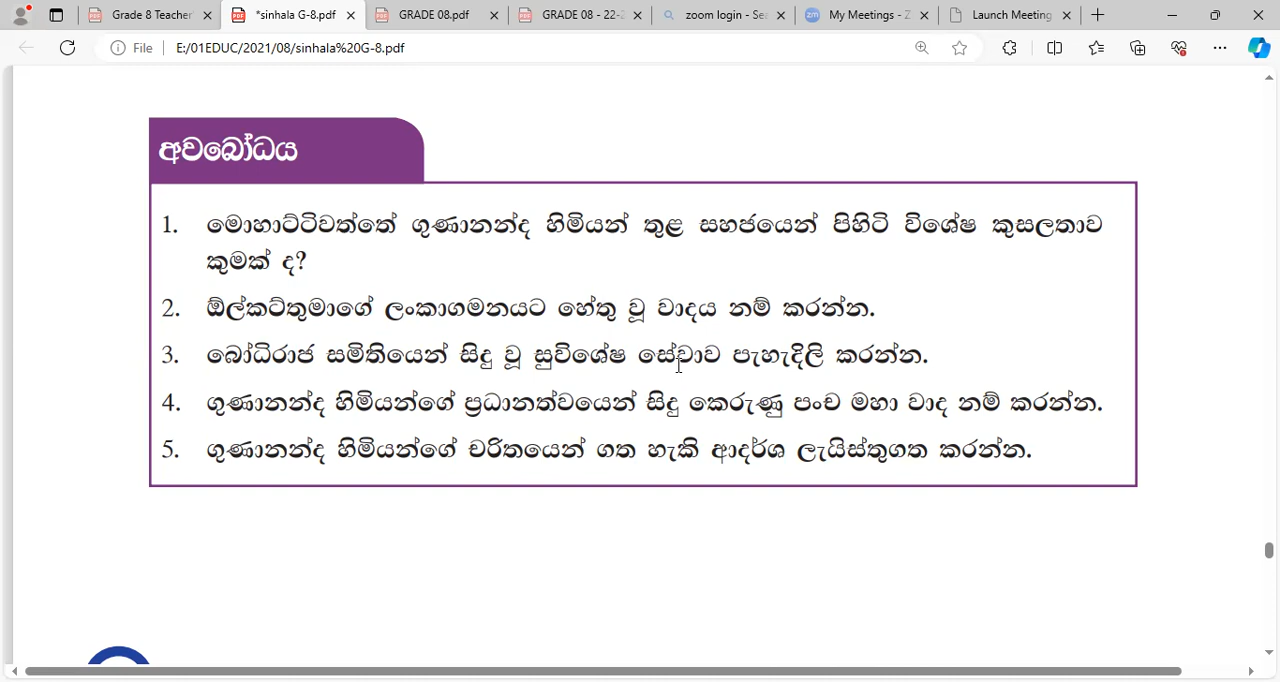 Grade 8 Teacher
*sinhala G-8.pdf
GRADE 08.pdf
GRADE 08 - 22-2
zoom login - Sea
My Meetings - Z
Launch Meeting
File
E:/01EDUC/2021/08/sinhala%20G-8.pdf
අවබෝධය
1. මොහාට්ටිවත්තේ ගුණානන්ද හිමියන් තුළ සහජයෙන් පිහිටි විශේෂ කුසලතාව
කුමක් ද?
2. ඕල්කට්තුමාගේ ලංකාගමනයට හේතු වූ වාදය නම් කරන්න.
3. බෝධිරාජ සමිතියෙන් සිදු වූ සුවිශේෂ සේවාව පැහැදිලි කරන්න.
4. ගුණානන්ද හිමියන්ගේ ප්‍රධානත්වයෙන් සිදු කෙරුණු පංච මහා වාද නම් කරන්න.
5. ගුණානන්ද හිමියන්ගේ චරිතයෙන් ගත හැකි ආදර්ශ ලැයිස්තුගත කරන්න.